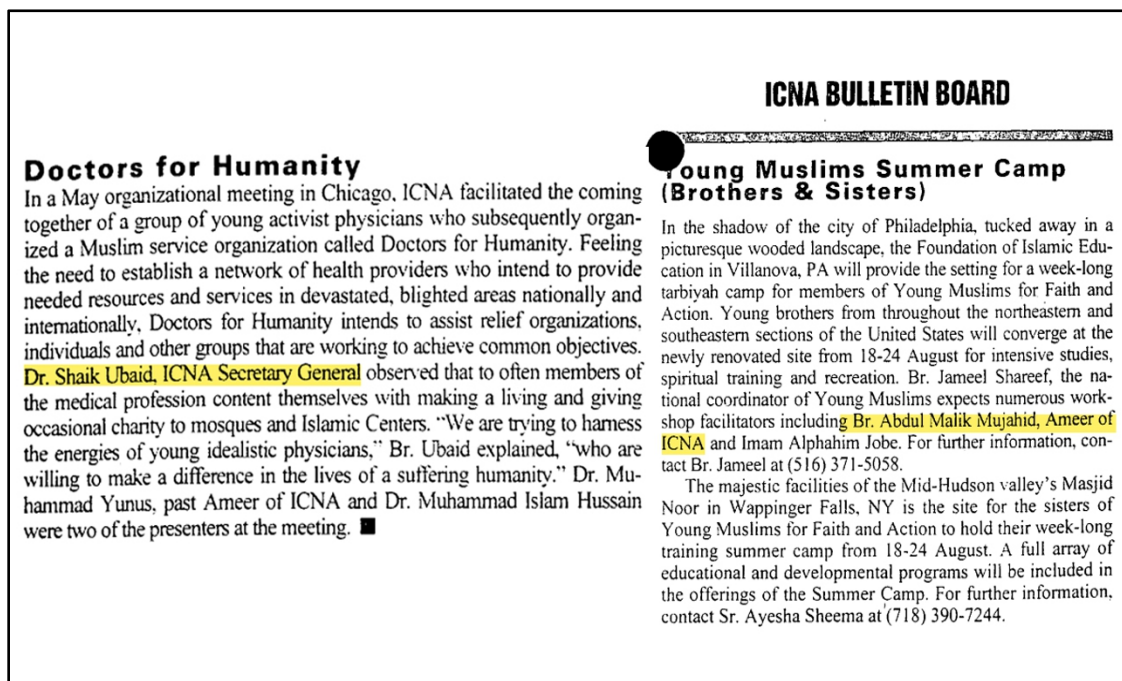 Doctors for Humanity
In a May organizational meeting in Chicago, ICNA facilitated the coming
together of a group of young activist physicians who subsequently organ-
ized a Muslim service organization called Doctors for Humanity. Feeling
the need to establish a network of health providers who intend to provide
needed resources and services in devastated, blighted areas nationally and
internationally, Doctors for Humanity intends to assist relief organizations,
individuals and other groups that are working to achieve common objectives.
Dr. Shaik Ubaid, ICNA Secretary General observed that to often members of
the medical profession content themselves with making a living and giving
occasional charity to mosques and Islamic Centers. “We are trying to harness
the energies of young idealistic physicians,” Br. Ubaid explained, “who are
willing to make a difference in the lives of a suffering humanity.” Dr. Mu-
hammad Yunus, past Ameer of ICNA and Dr. Muhammad Islam Hussain
were two of the presenters at the meeting. ■
ICNA BULLETIN BOARD
Young Muslims Summer Camp
(Brothers & Sisters)
In the shadow of the city of Philadelphia, tucked away in a
picturesque wooded landscape, the Foundation of Islamic Edu-
cation in Villanova, PA will provide the setting for a week-long
tarbiyah camp for members of Young Muslims for Faith and
Action. Young brothers from throughout the northeastern and
southeastern sections of the United States will converge at the
newly renovated site from 18-24 August for intensive studies,
spiritual training and recreation. Br. Jameel Shareef, the na-
tional coordinator of Young Muslims expects numerous work-
shop facilitators including Br. Abdul Malik Mujahid, Ameer of
ICNA and Imam Alphahim Jobe. For further information, con-
tact Br. Jameel at (516) 371-5058.
The majestic facilities of the Mid-Hudson valley’s Masjid
Noor in Wappinger Falls, NY is the site for the sisters of
Young Muslims for Faith and Action to hold their week-long
training summer camp from 18-24 August. A full array of
educational and developmental programs will be included in
the offerings of the Summer Camp. For further information,
contact Sr. Ayesha Sheema at (718) 390-7244.